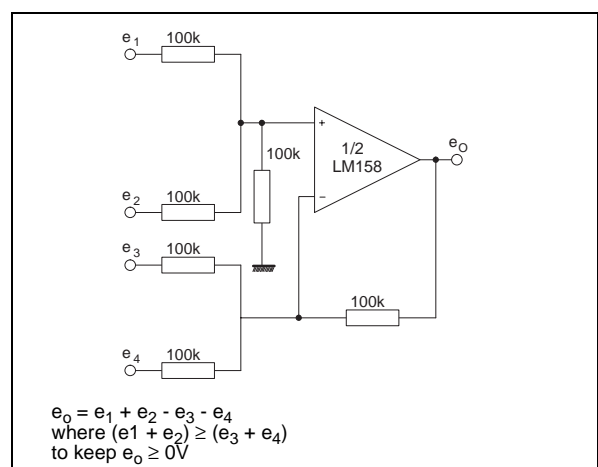 e1
100k
100k
+
1/2
LM158
-
eO
e2
100k
e3
100k
100k
e4
100k
eo = e1 + e2 - e3 - e4
where (e1 + e2) ≥ (e3 + e4)
to keep eo ≥ 0V